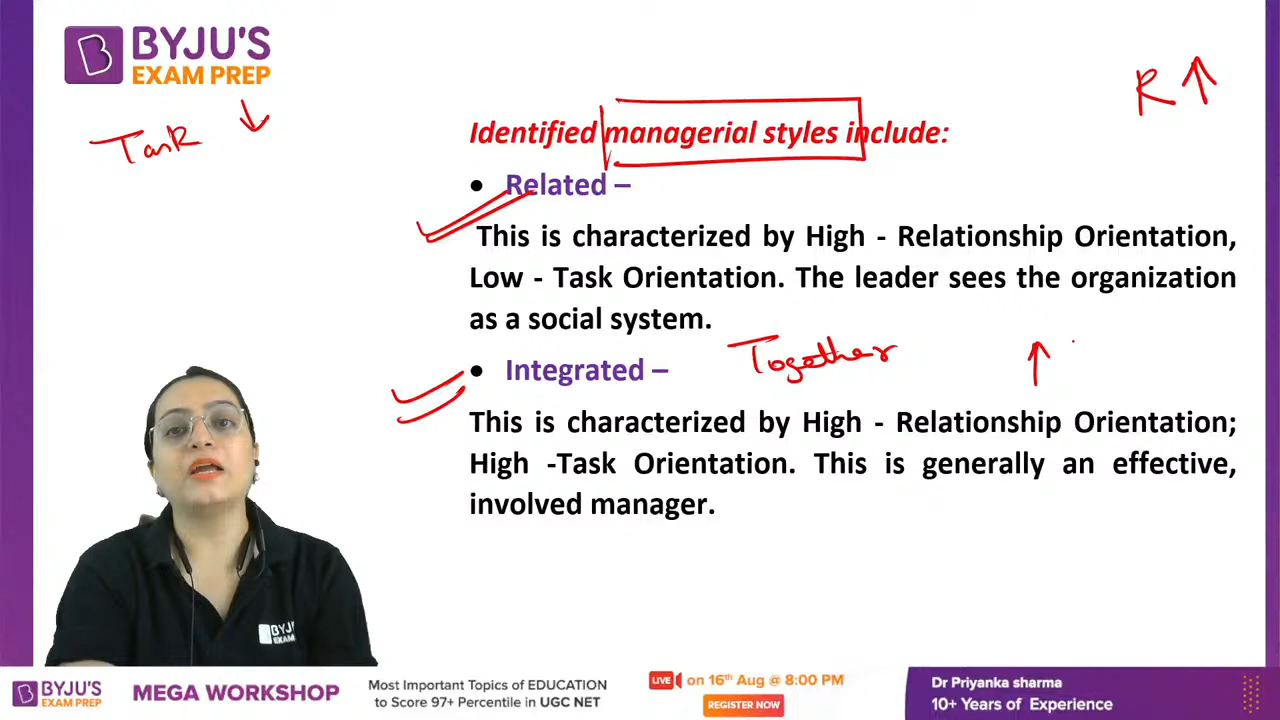 BYJU'S
EXAM PREP
R ↑
Task ↓
Identified managerial styles include:
• Related –
This is characterized by High - Relationship Orientation,
Low - Task Orientation. The leader sees the organization
as a social system.
Together ↑
• Integrated –
This is characterized by High - Relationship Orientation;
High -Task Orientation. This is generally an effective,
involved manager.
BYJU
EXAM
BYJU'S
EXAM PREP
MEGA WORKSHOP
Most Important Topics of EDUCATION
to Score 97+ Percentile in UGC NET
LIVE on 16th Aug @ 8:00 PM
REGISTER NOW
Dr Priyanka sharma
10+ Years of Experience